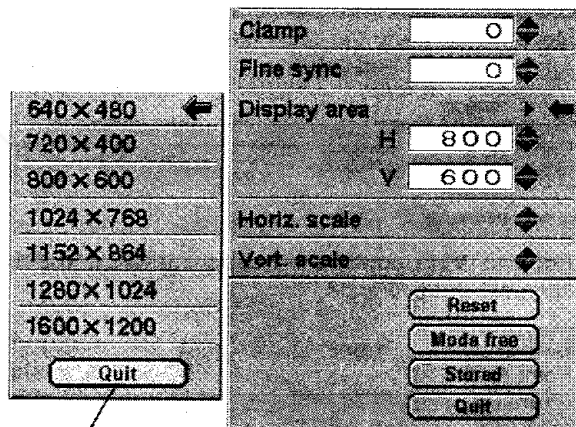 640×480
720×400
800×600
1024×768
1152×864
1280×1024
1600×1200
Quit
Clamp 0
Fine sync 0
Display area
H 800
V 600
Horiz. scale
Vert. scale
Reset
Mode free
Stored
Quit